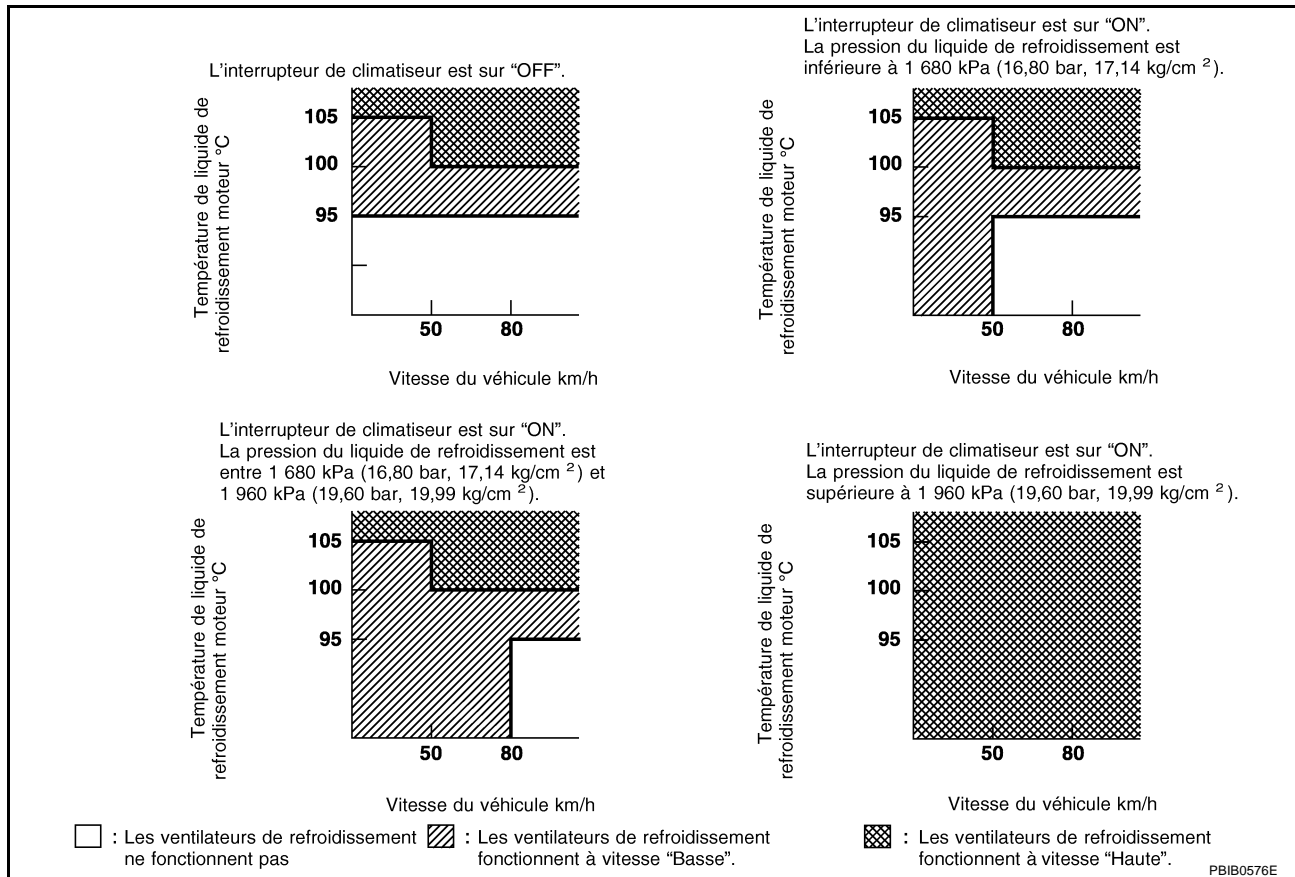 L'interrupteur de climatiseur est sur “OFF”.
Température de liquide de
refroidissement moteur °C
105
100
95
50
80
Vitesse du véhicule km/h
L'interrupteur de climatiseur est sur “ON”.
La pression du liquide de refroidissement est
inférieure à 1 680 kPa (16,80 bar, 17,14 kg/cm ²).
Température de liquide de
refroidissement moteur °C
105
100
95
50
80
Vitesse du véhicule km/h
L'interrupteur de climatiseur est sur “ON”.
La pression du liquide de refroidissement est
entre 1 680 kPa (16,80 bar, 17,14 kg/cm ²) et
1 960 kPa (19,60 bar, 19,99 kg/cm ²).
Température de liquide de
refroidissement moteur °C
105
100
95
50
80
Vitesse du véhicule km/h
L'interrupteur de climatiseur est sur “ON”.
La pression du liquide de refroidissement est
supérieure à 1 960 kPa (19,60 bar, 19,99 kg/cm ²).
Température de liquide de
refroidissement moteur °C
105
100
95
50
80
Vitesse du véhicule km/h
: Les ventilateurs de refroidissement
ne fonctionnent pas
: Les ventilateurs de refroidissement
fonctionnent à vitesse “Basse”.
: Les ventilateurs de refroidissement
fonctionnent à vitesse “Haute”.
PBIB0576E